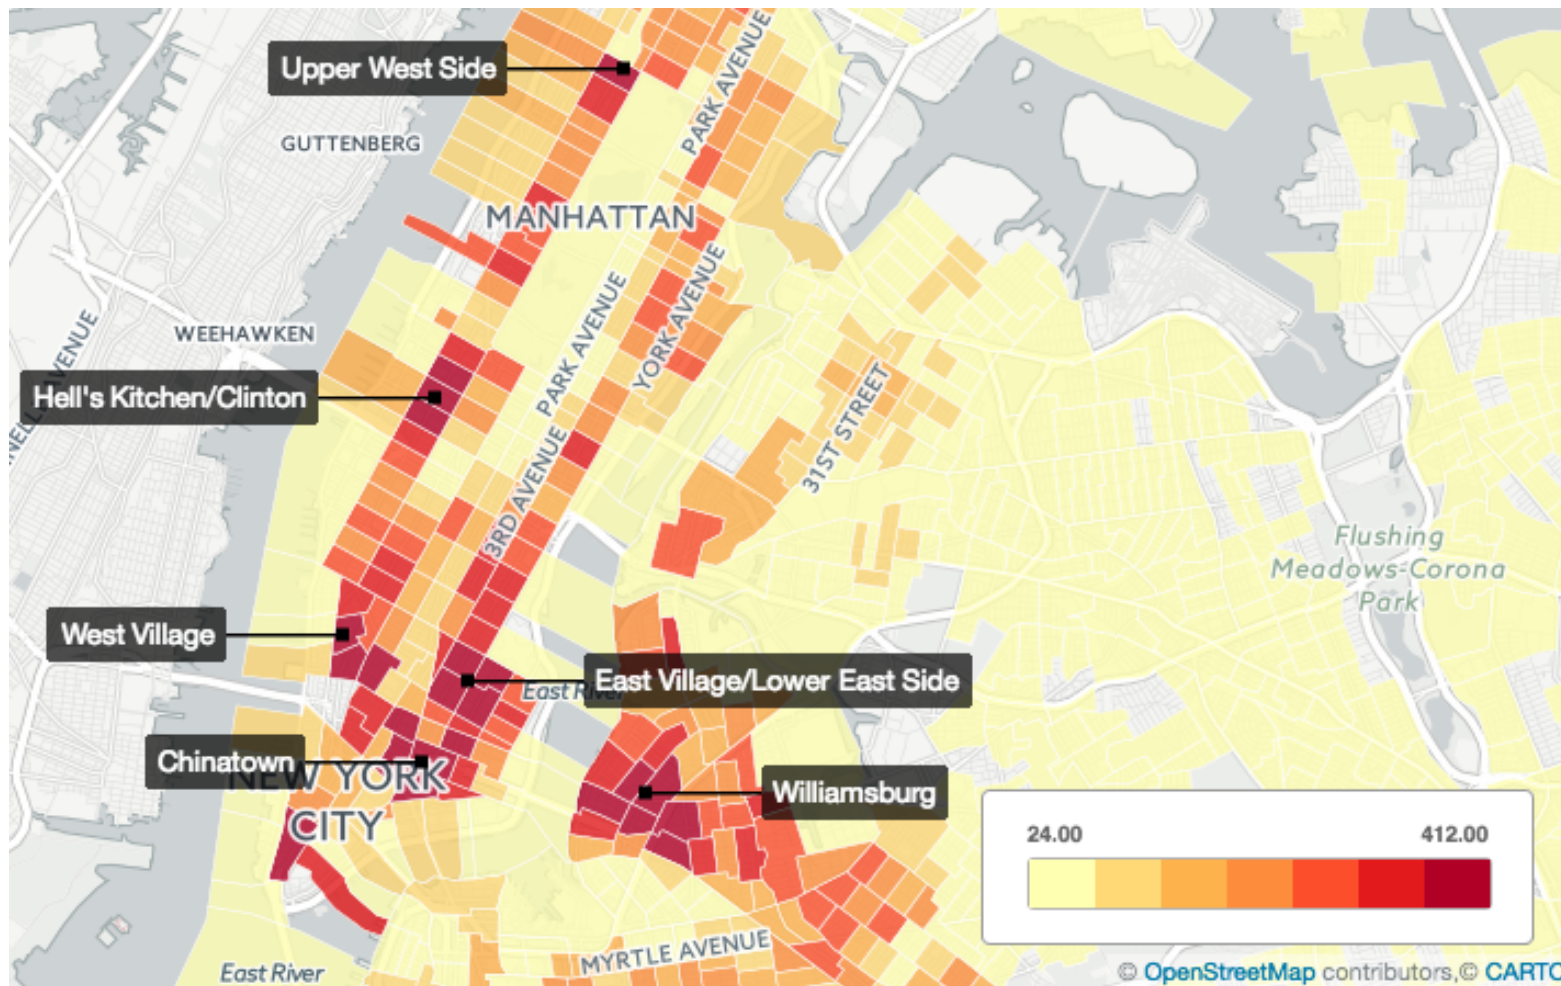 Upper West Side
PARK AVENUE
GUTTENBERG
MANHATTAN
WEEHAWKEN
PARK AVENUE
YORK AVENUE
Hell's Kitchen/Clinton
3RD AVENUE
31ST STREET
Flushing
Meadows-Corona
Park
West Village
East Village/Lower East Side
East River
Chinatown
NEW YORK
CITY
Williamsburg
24.00
412.00
MYRTLE AVENUE
East River
© OpenStreetMap contributors,© CARTO